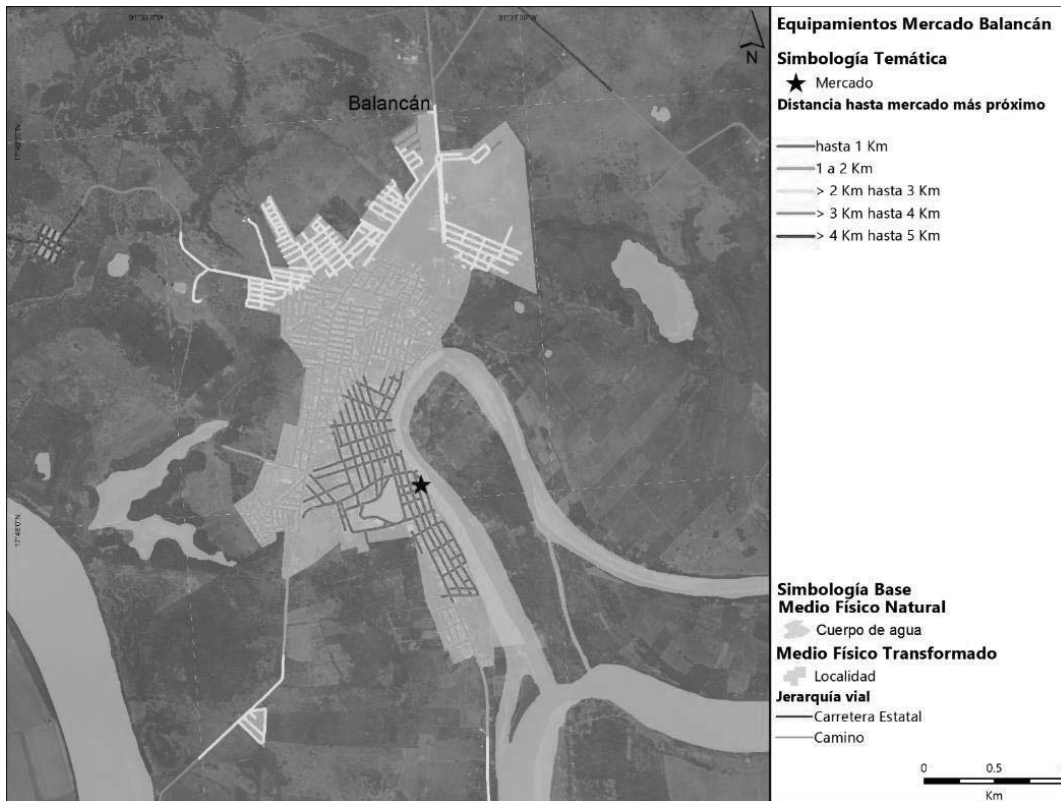 Balancán
N
Equipamientos Mercado Balancán
Simbología Temática
Mercado
Distancia hasta mercado más próximo
hasta 1 Km
1 a 2 Km
> 2 Km hasta 3 Km
> 3 Km hasta 4 Km
> 4 Km hasta 5 Km
Simbología Base
Medio Físico Natural
Cuerpo de agua
Medio Físico Transformado
Localidad
Jerarquía vial
Carretera Estatal
Camino
0 0.5
Km